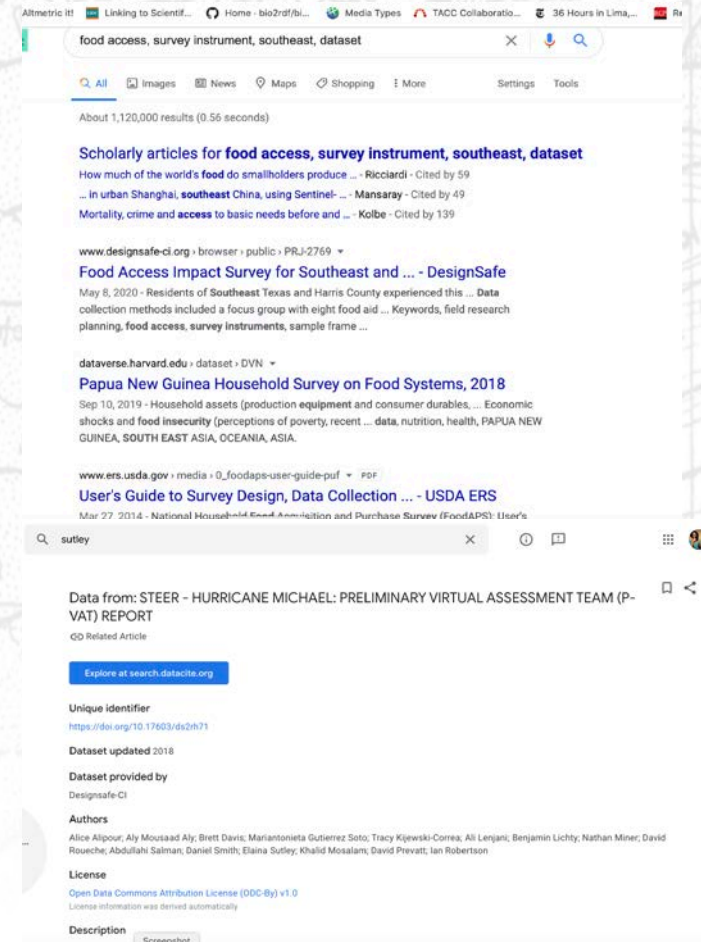 Altmetric it! Linking to Scientif... Home · bio2rdf/bi... Media Types TACC Collaboratio... 36 Hours in Lima,...
food access, survey instrument, southeast, dataset
All Images News Maps Shopping More Settings Tools
About 1,120,000 results (0.56 seconds)
Scholarly articles for food access, survey instrument, southeast, dataset
How much of the world's food do smallholders produce ... - Ricciardi - Cited by 59
... in urban Shanghai, southeast China, using Sentinel- ... - Mansaray - Cited by 49
Mortality, crime and access to basic needs before and ... - Kolbe - Cited by 139
www.designsafe-ci.org › browser › public › PRJ-2769
Food Access Impact Survey for Southeast and ... - DesignSafe
May 8, 2020 - Residents of Southeast Texas and Harris County experienced this ... Data
collection methods included a focus group with eight food aid ... Keywords, field research
planning, food access, survey instruments, sample frame ...
dataverse.harvard.edu › dataset › DVN
Papua New Guinea Household Survey on Food Systems, 2018
Sep 10, 2019 - Household assets (production equipment and consumer durables, ... Economic
shocks and food insecurity (perceptions of poverty, recent ... data, nutrition, health, PAPUA NEW
GUINEA, SOUTH EAST ASIA, OCEANIA, ASIA.
www.ers.usda.gov › media › 0_foodaps-user-guide-puf PDF
User's Guide to Survey Design, Data Collection ... - USDA ERS
Mar 27, 2014 - National Household Food Acquisition and Purchase Survey (FoodAPS): User's
sutley
Data from: STEER - HURRICANE MICHAEL: PRELIMINARY VIRTUAL ASSESSMENT TEAM (P-
VAT) REPORT
Related Article
Explore at search.datacite.org
Unique identifier
https://doi.org/10.17603/ds2rh71
Dataset updated 2018
Dataset provided by
Designsafe-CI
Authors
Alice Alipour; Aly Mousaad Aly; Brett Davis; Mariantonieta Gutierrez Soto; Tracy Kijewski-Correa; Ali Lenjani; Benjamin Lichty; Nathan Miner; David
Roueche; Abdullahi Salman; Daniel Smith; Elaina Sutley; Khalid Mosalam; David Prevatt; Ian Robertson
License
Open Data Commons Attribution License (ODC-By) v1.0
License information was derived automatically
Description
Screenshot